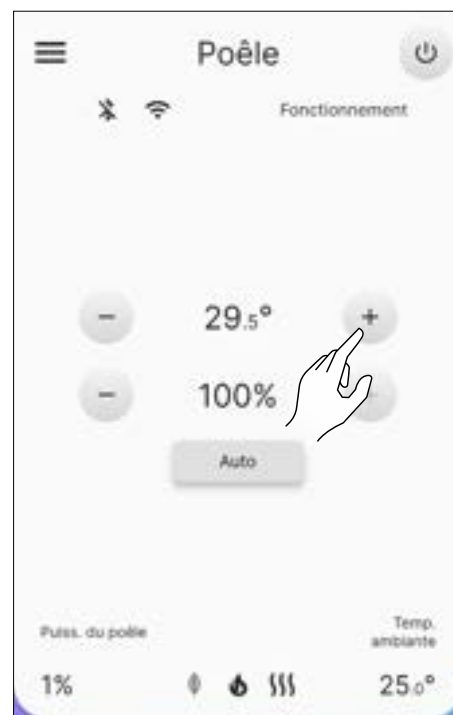 Poêle
Fonctionnement
− 29.5° +
− 100%
Auto
Puiss. du poêle
Temp.
ambiante
1% 25.0°